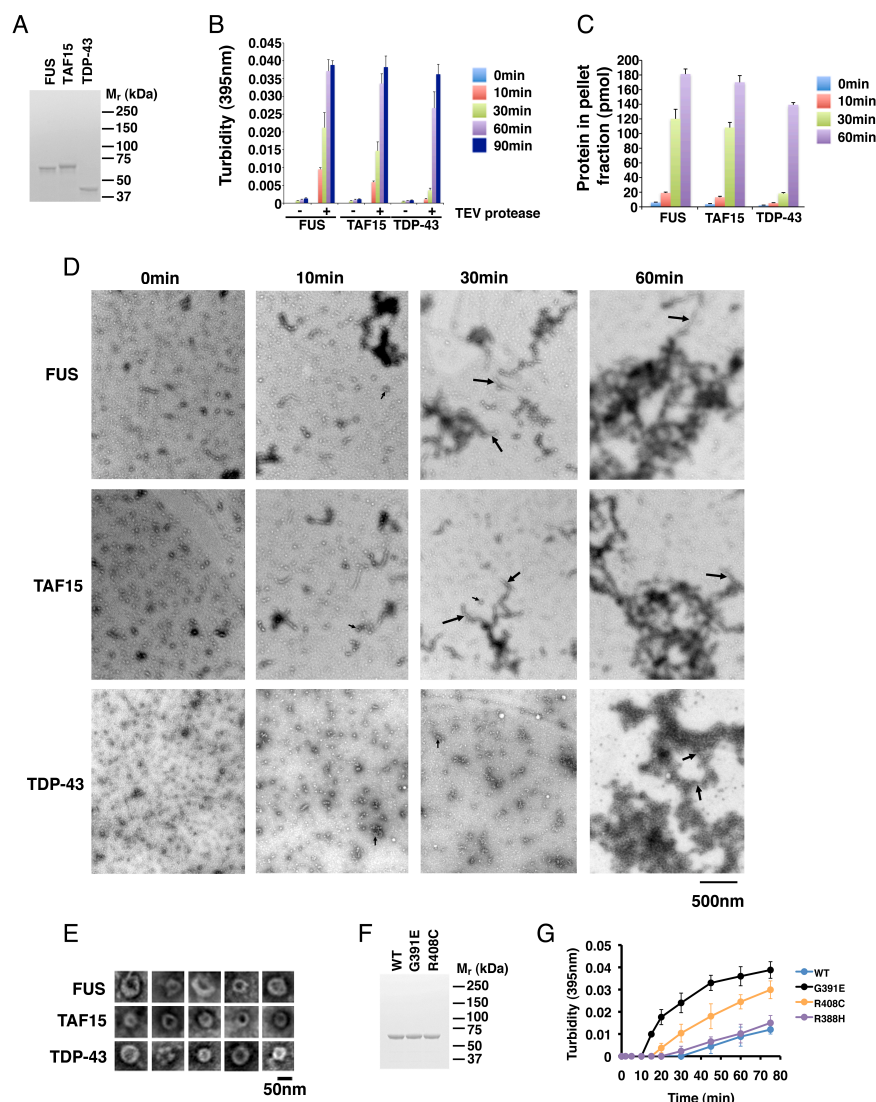 A
FUS
TAF15
TDP-43
Mr (kDa)
250
150
100
75
50
37
B
Turbidity (395nm)
0.045
0.04
0.035
0.03
0.025
0.02
0.015
0.01
0.005
0
- + - + - + TEV protease
FUS TAF15 TDP-43
0min
10min
30min
60min
90min
C
Protein in pellet
fraction (pmol)
200
180
160
140
120
100
80
60
40
20
0
FUS TAF15 TDP-43
0min
10min
30min
60min
D
0min 10min 30min 60min
FUS
TAF15
TDP-43
500nm
E
FUS
TAF15
TDP-43
50nm
F
WT
G391E
R408C
Mr (kDa)
250
150
100
75
50
37
G
Turbidity (395nm)
0.05
0.04
0.03
0.02
0.01
0
0 10 20 30 40 50 60 70 80
Time (min)
WT
G391E
R408C
R388H